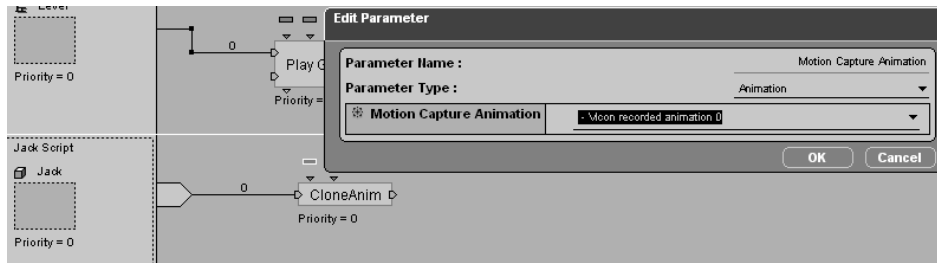 Level
Priority = 0
0
Play
Priority =
Edit Parameter
Parameter Name :
Motion Capture Animation
Parameter Type :
Animation
Motion Capture Animation
- Vicon recorded animation 0
OK
Cancel
Jack Script
Jack
Priority = 0
0
CloneAnim
Priority = 0